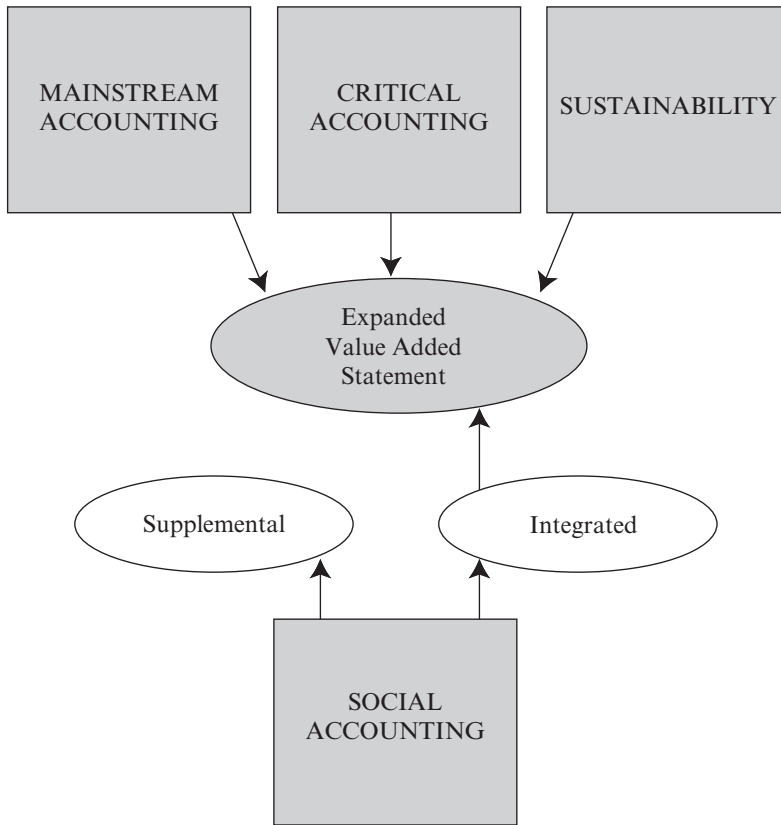 MAINSTREAM
ACCOUNTING
CRITICAL
ACCOUNTING
SUSTAINABILITY
Expanded
Value Added
Statement
Supplemental
Integrated
SOCIAL
ACCOUNTING